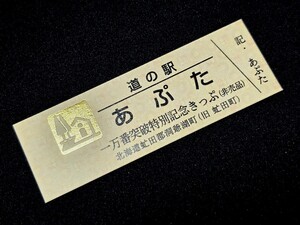 道の駅
あぷた
一万番突破特別記念きっぷ(非売品)
北海道虻田郡洞爺湖町(旧 虻田町)
記・あぷた